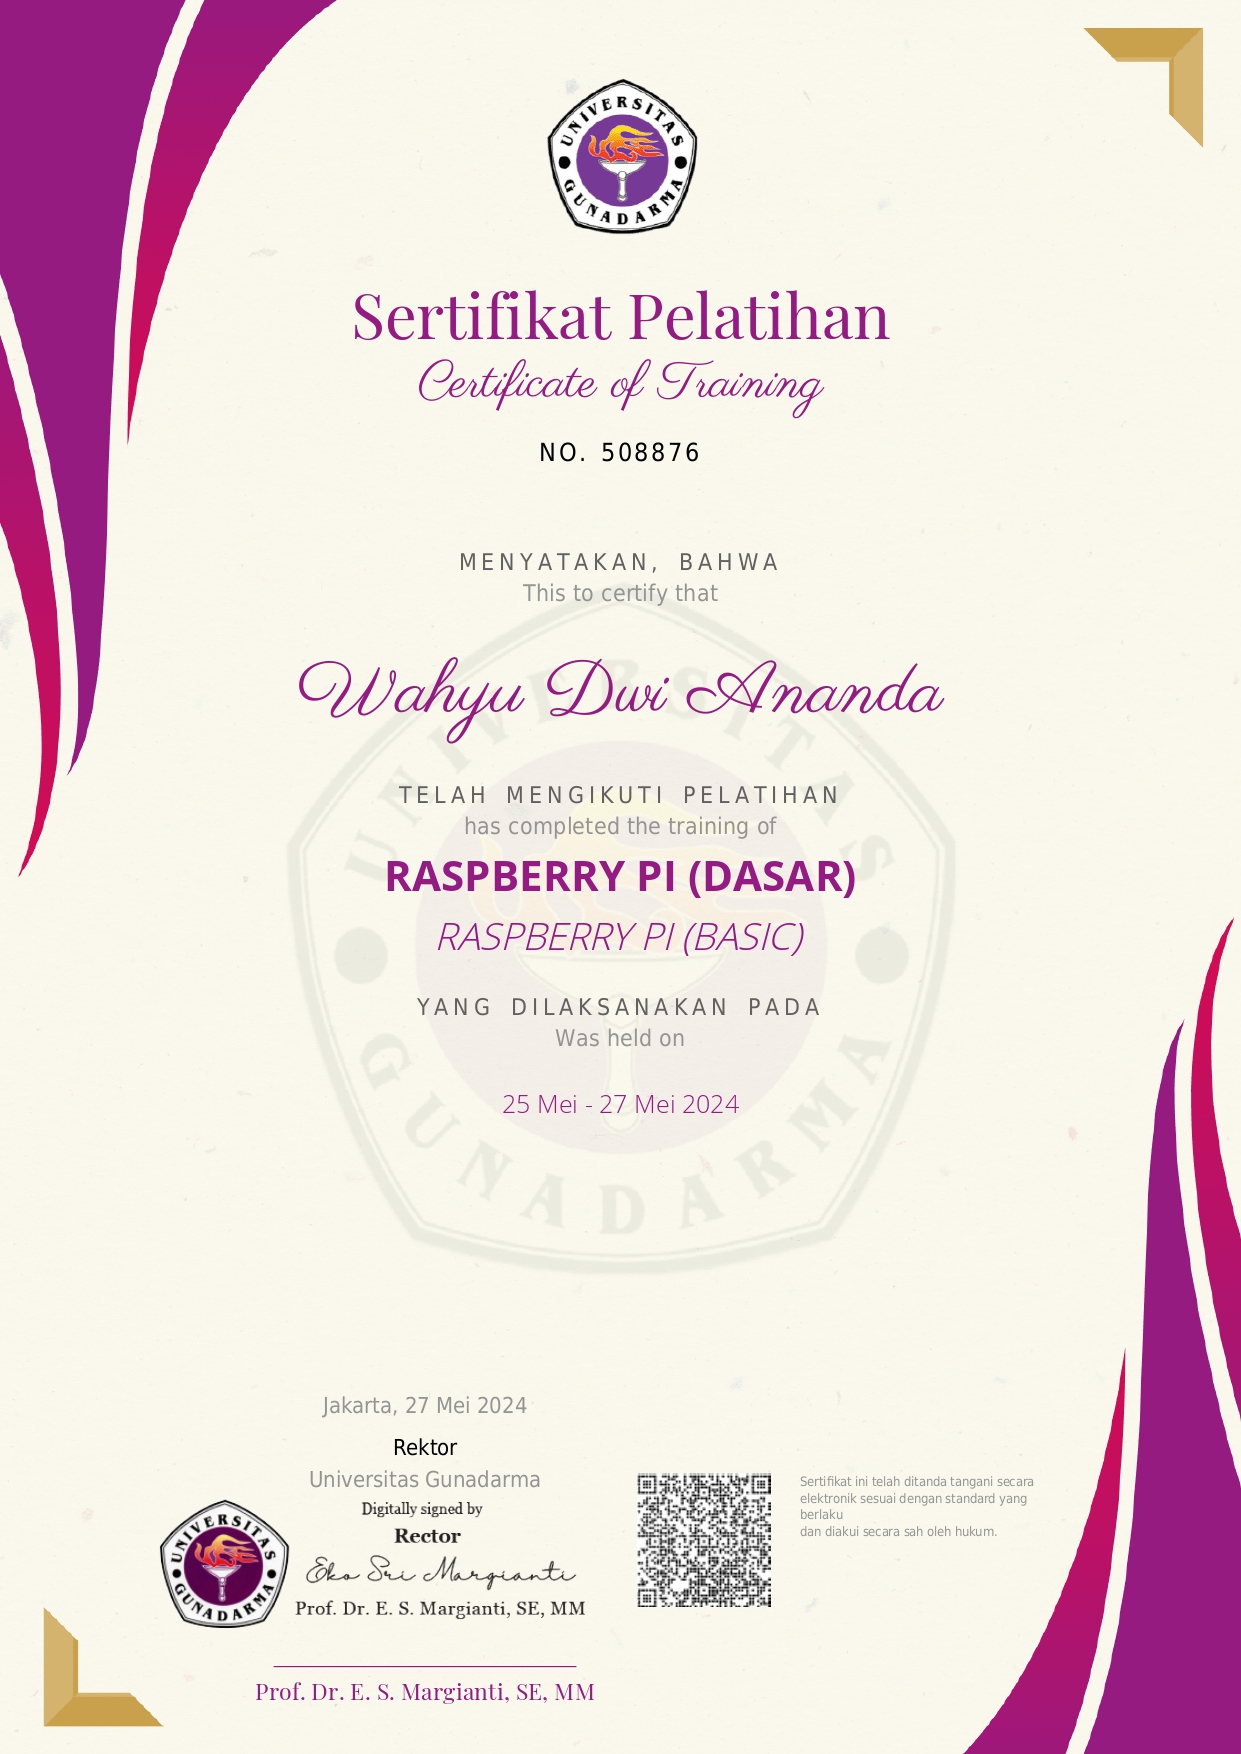 UNIVERSITAS
GUNADARMA
Sertifikat Pelatihan
Certificate of Training
NO. 508876
MENYATAKAN, BAHWA
This to certify that
Wahyu Dwi Ananda
TELAH MENGIKUTI PELATIHAN
has completed the training of
RASPBERRY PI (DASAR)
RASPBERRY PI (BASIC)
YANG DILAKSANAKAN PADA
Was held on
25 Mei - 27 Mei 2024
UNIVERSITAS
GUNADARMA
Jakarta, 27 Mei 2024
Rektor
Universitas Gunadarma
Digitally signed by
Rector
Eko Sri Margianti
Prof. Dr. E. S. Margianti, SE, MM
UNIVERSITAS
GUNADARMA
Prof. Dr. E. S. Margianti, SE, MM
Sertifikat ini telah ditanda tangani secara
elektronik sesuai dengan standard yang
berlaku
dan diakui secara sah oleh hukum.